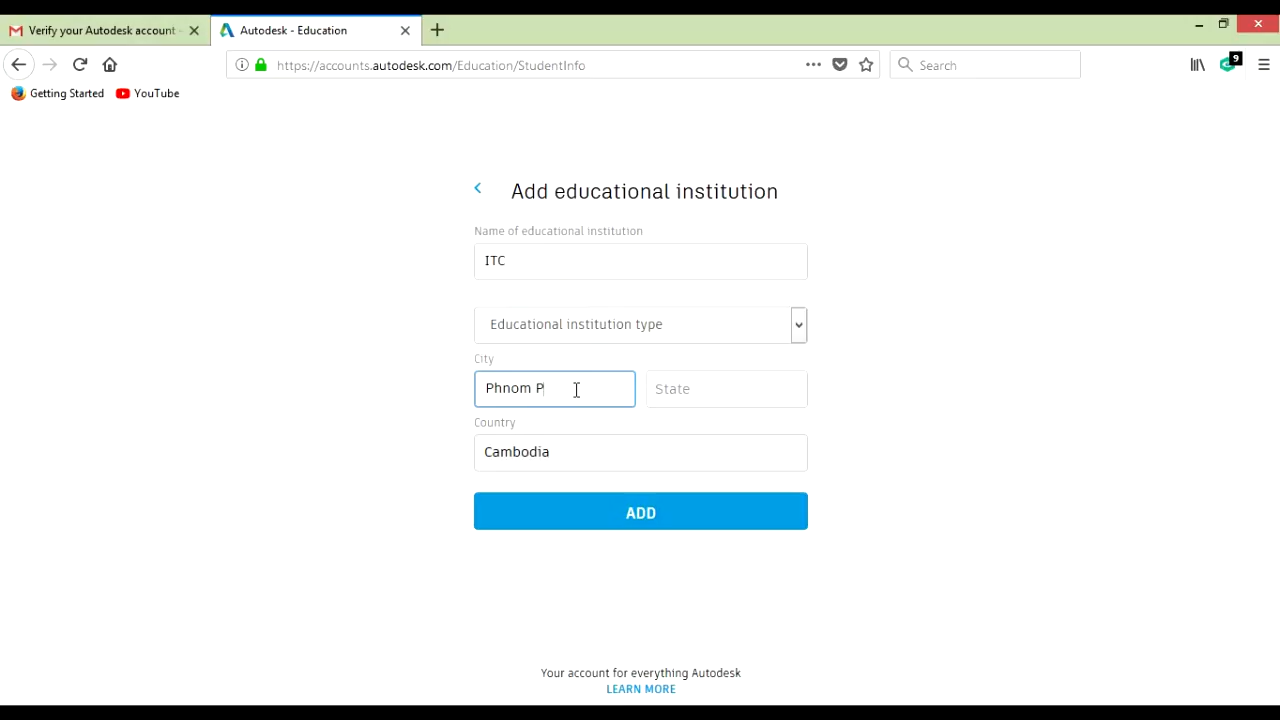 Verify your Autodesk account
Autodesk - Education
https://accounts.autodesk.com/Education/StudentInfo
Search
9
Getting Started
YouTube
Add educational institution
Name of educational institution
ITC
Educational institution type
City
Phnom P
State
Country
Cambodia
ADD
Your account for everything Autodesk
LEARN MORE